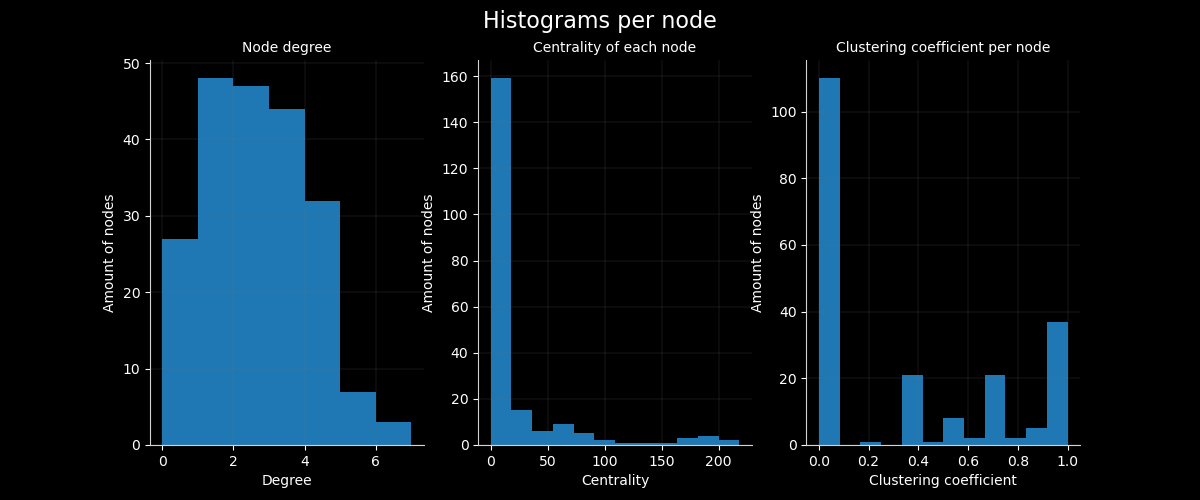 Histograms per node
Node degree
Amount of nodes
50
40
30
20
10
0
0 2 4 6
Degree
Centrality of each node
Amount of nodes
160
140
120
100
80
60
40
20
0
0 50 100 150 200
Centrality
Clustering coefficient per node
Amount of nodes
100
80
60
40
20
0
0.0 0.2 0.4 0.6 0.8 1.0
Clustering coefficient